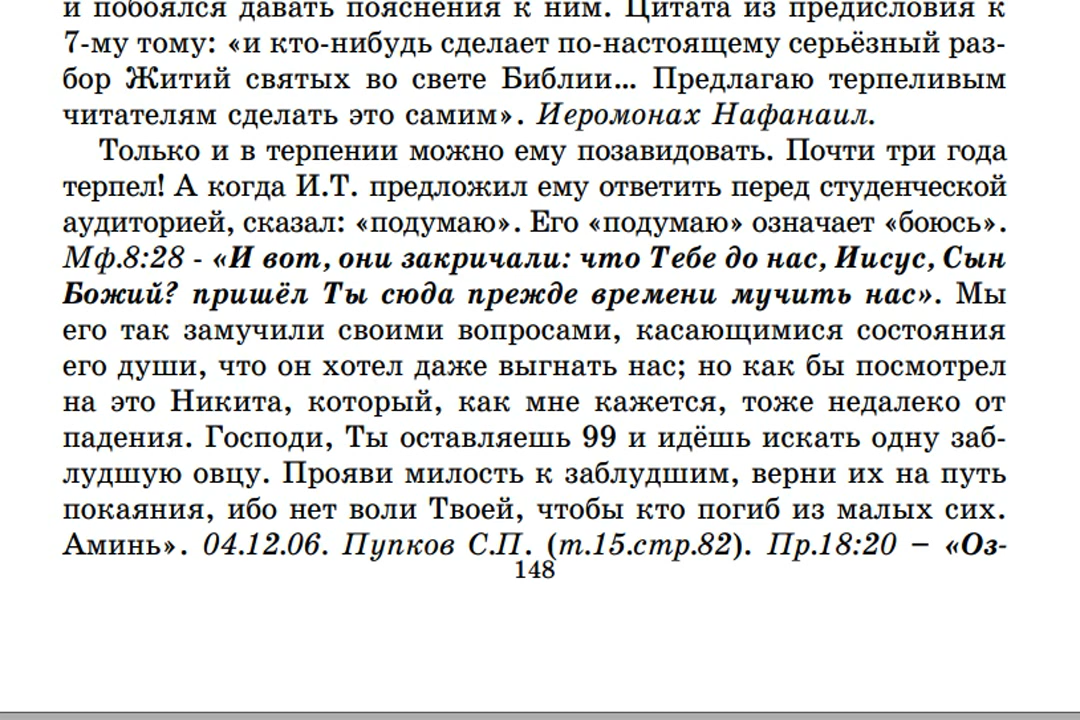 и побоялся давать пояснения к ним. Цитата из предисловия к
7-му тому: «и кто-нибудь сделает по-настоящему серьёзный раз-
бор Житий святых во свете Библии... Предлагаю терпеливым
читателям сделать это самим». Иеромонах Нафанаил.
Только и в терпении можно ему позавидовать. Почти три года
терпел! А когда И.Т. предложил ему ответить перед студенческой
аудиторией, сказал: «подумаю». Его «подумаю» означает «боюсь».
Мф.8:28 - «И вот, они закричали: что Тебе до нас, Иисус, Сын
Божий? пришёл Ты сюда прежде времени мучить нас». Мы
его так замучили своими вопросами, касающимися состояния
его души, что он хотел даже выгнать нас; но как бы посмотрел
на это Никита, который, как мне кажется, тоже недалеко от
падения. Господи, Ты оставляешь 99 и идёшь искать одну заб-
лудшую овцу. Прояви милость к заблудшим, верни их на путь
покаяния, ибо нет воли Твоей, чтобы кто погиб из малых сих.
Аминь». 04.12.06. Пупков С.П. (т.15.стр.82). Пр.18:20 – «Оз-
148